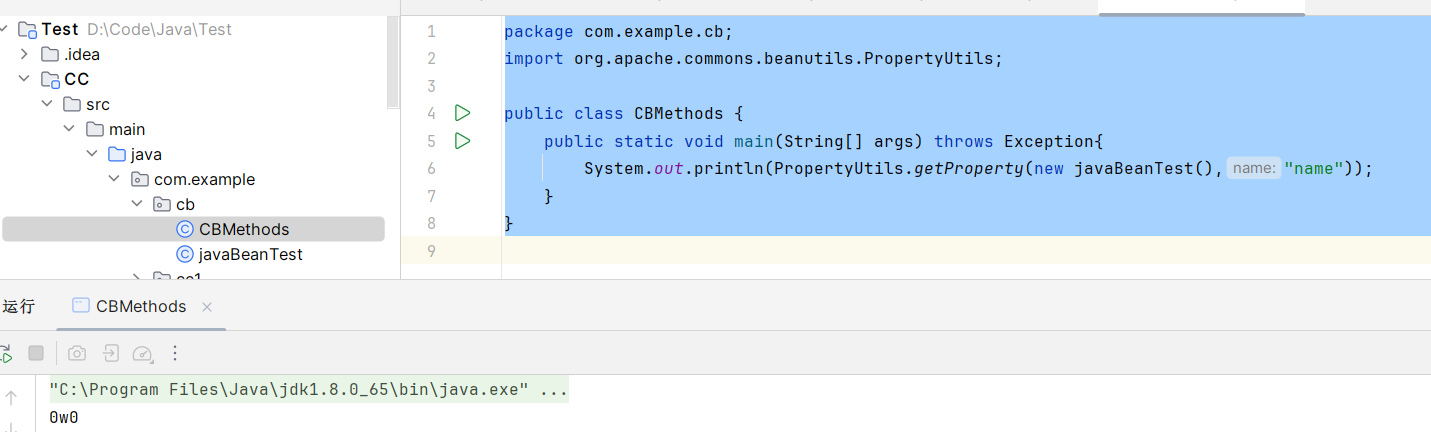 Test D:\Code\Java\Test
.idea
CC
src
main
java
com.example
cb
CBMethods
javaBeanTest
1 package com.example.cb;
2 import org.apache.commons.beanutils.PropertyUtils;
3
4 public class CBMethods {
5 public static void main(String[] args) throws Exception{
6 System.out.println(PropertyUtils.getProperty(new javaBeanTest(), name: "name"));
7 }
8 }
9
运行 CBMethods ×
"C:\Program Files\Java\jdk1.8.0_65\bin\java.exe" ...
0w0